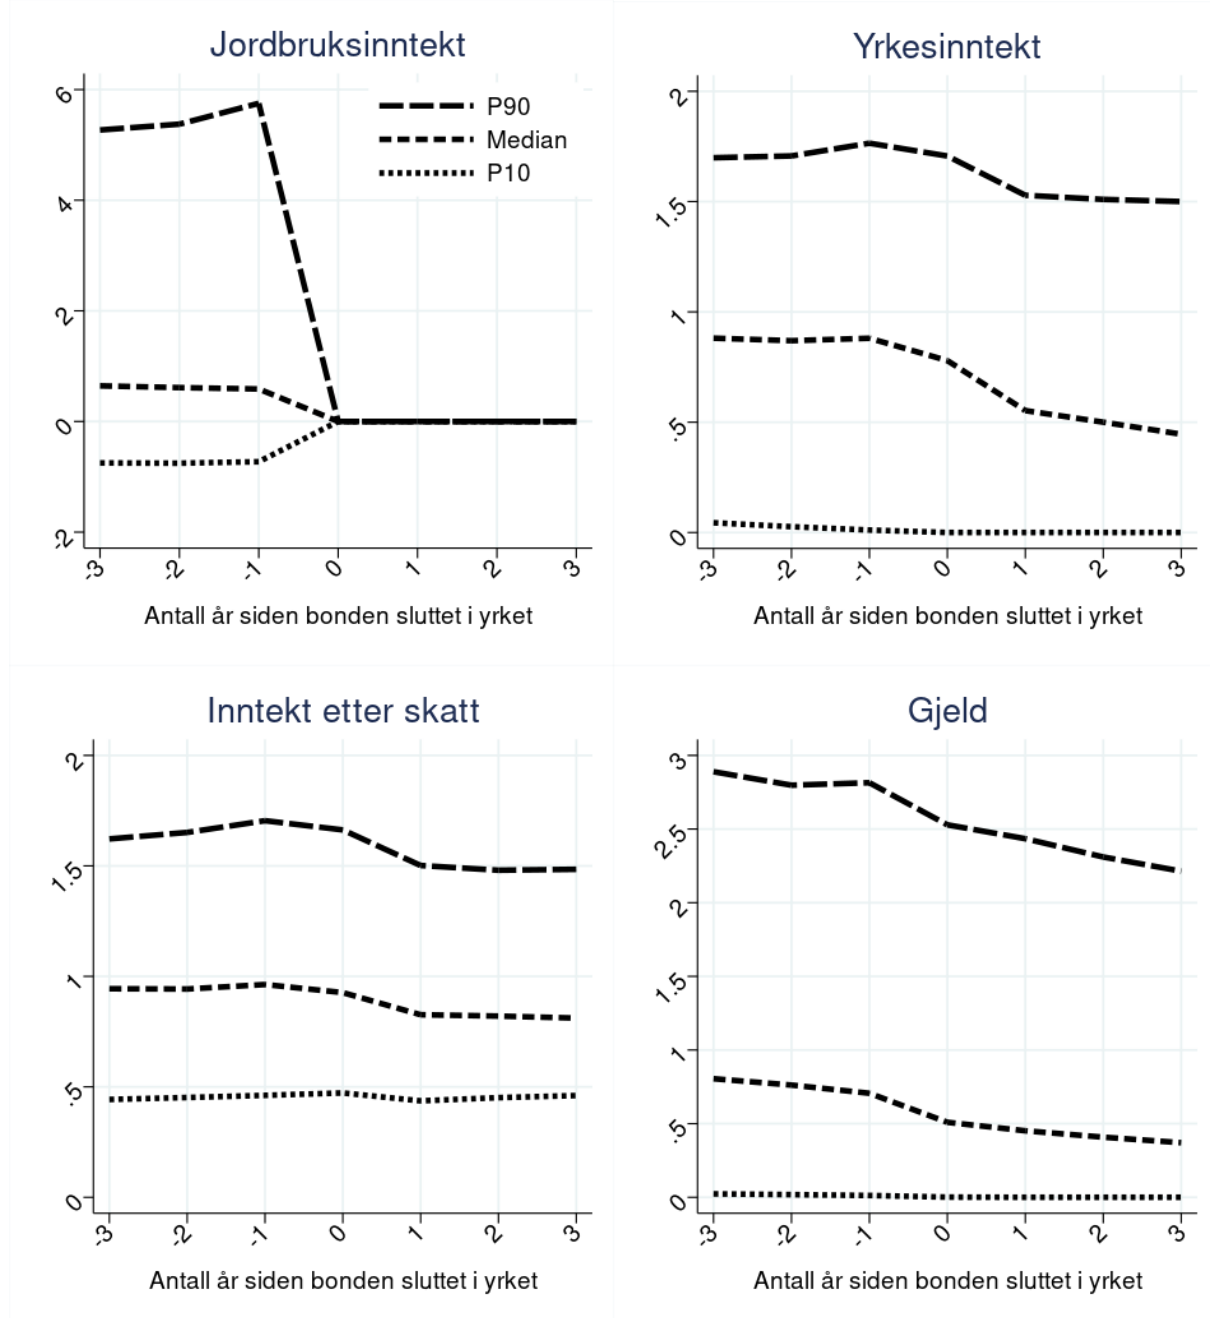 Jordbruksinntekt
6
4
2
0
-2
P90
Median
P10
-3 -2 -1 0 1 2 3
Antall år siden bonden sluttet i yrket
Yrkesinntekt
2
1.5
1
.5
0
-3 -2 -1 0 1 2 3
Antall år siden bonden sluttet i yrket
Inntekt etter skatt
2
1.5
1
.5
0
-3 -2 -1 0 1 2 3
Antall år siden bonden sluttet i yrket
Gjeld
3
2.5
2
1.5
1
.5
0
-3 -2 -1 0 1 2 3
Antall år siden bonden sluttet i yrket